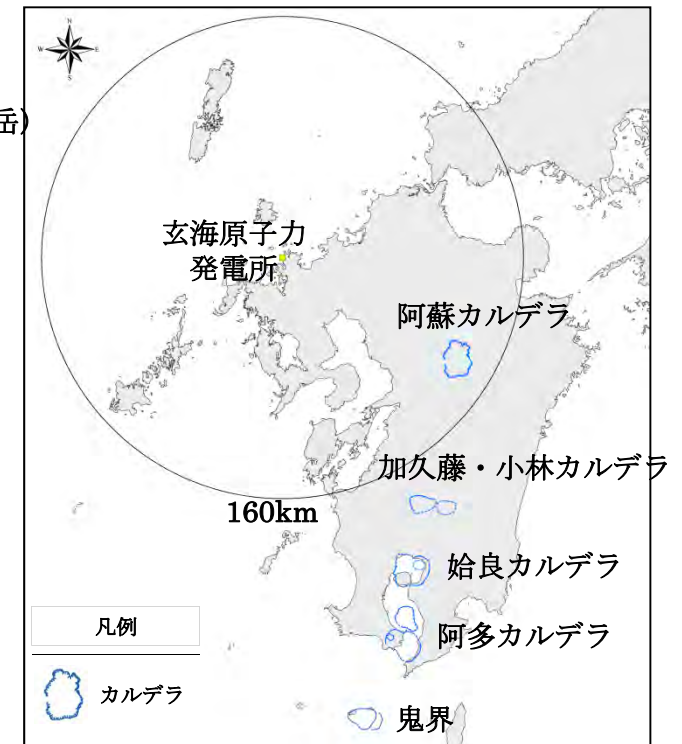 N
W E
S
岳)
玄海原子力
発電所
阿蘇カルデラ
加久藤・小林カルデラ
160km
姶良カルデラ
凡例
阿多カルデラ
カルデラ
鬼界